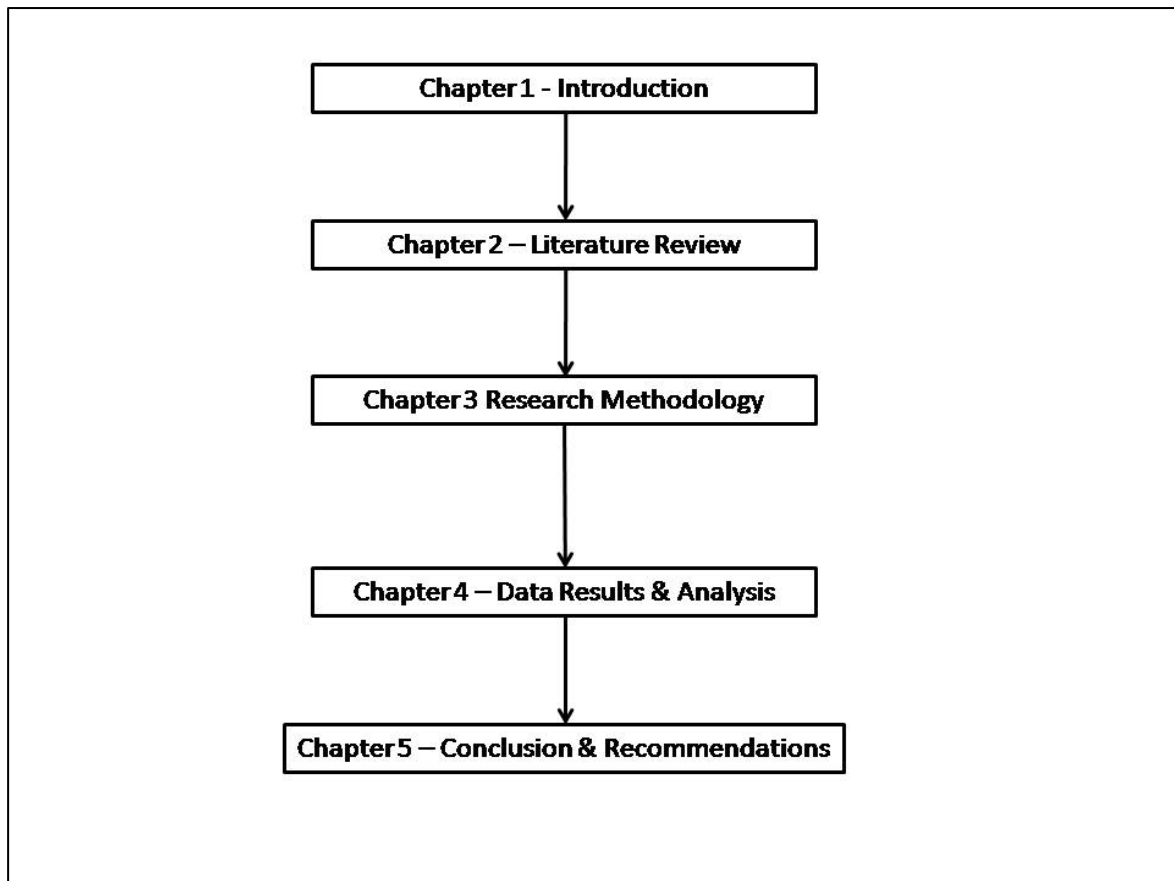 Chapter 1 - Introduction
Chapter 2 – Literature Review
Chapter 3 Research Methodology
Chapter 4 – Data Results & Analysis
Chapter 5 – Conclusion & Recommendations